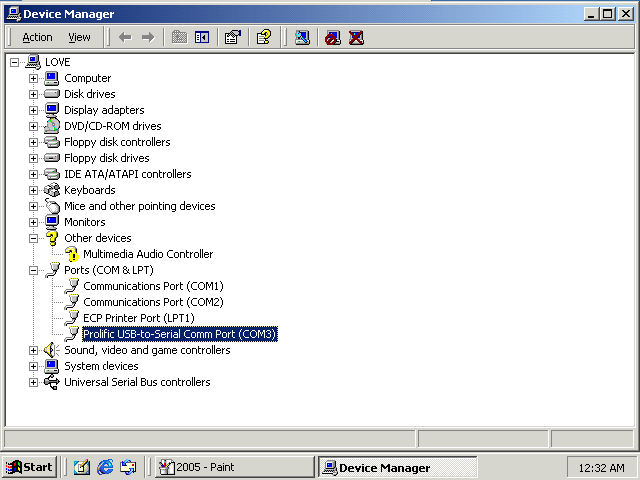 Device Manager
Action View
LOVE
Computer
Disk drives
Display adapters
DVD/CD-ROM drives
Floppy disk controllers
Floppy disk drives
IDE ATA/ATAPI controllers
Keyboards
Mice and other pointing devices
Monitors
Other devices
Multimedia Audio Controller
Ports (COM & LPT)
Communications Port (COM1)
Communications Port (COM2)
ECP Printer Port (LPT1)
Prolific USB-to-Serial Comm Port (COM3)
Sound, video and game controllers
System devices
Universal Serial Bus controllers
Start 2005 - Paint Device Manager 12:32 AM